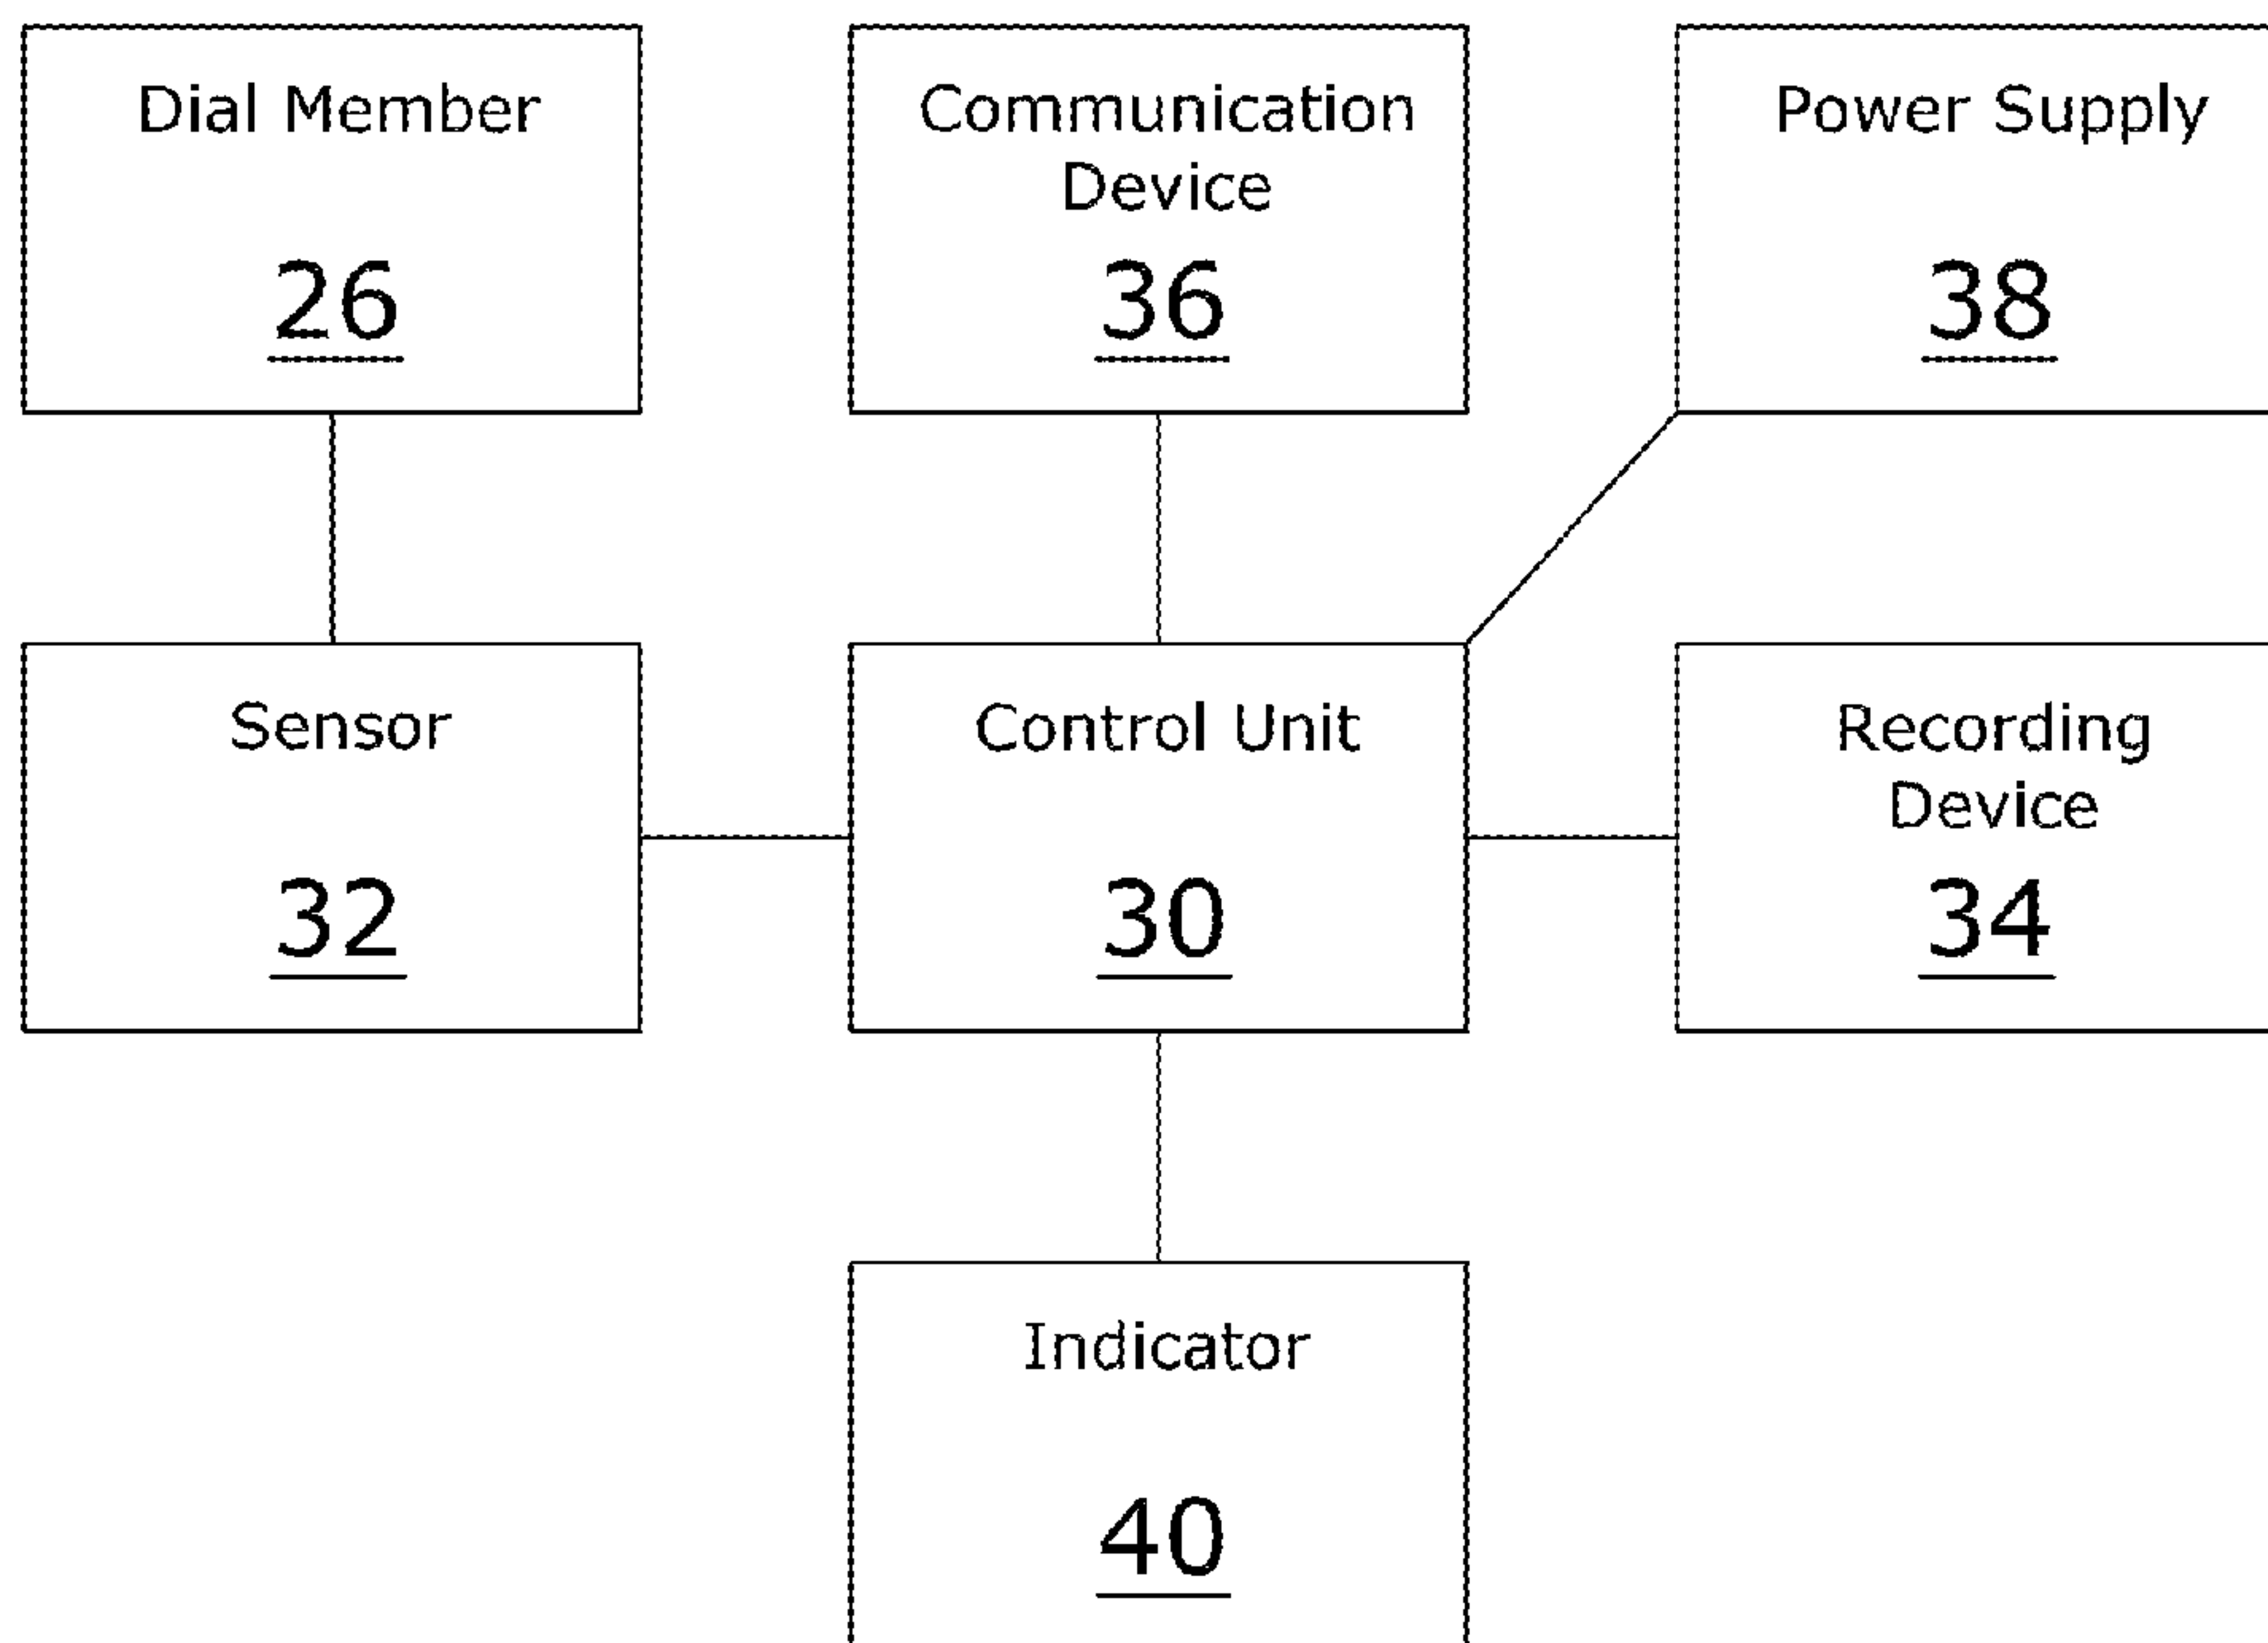 Dial Member
26
Communication
Device
36
Power Supply
38
Sensor
32
Control Unit
30
Recording
Device
34
Indicator
40